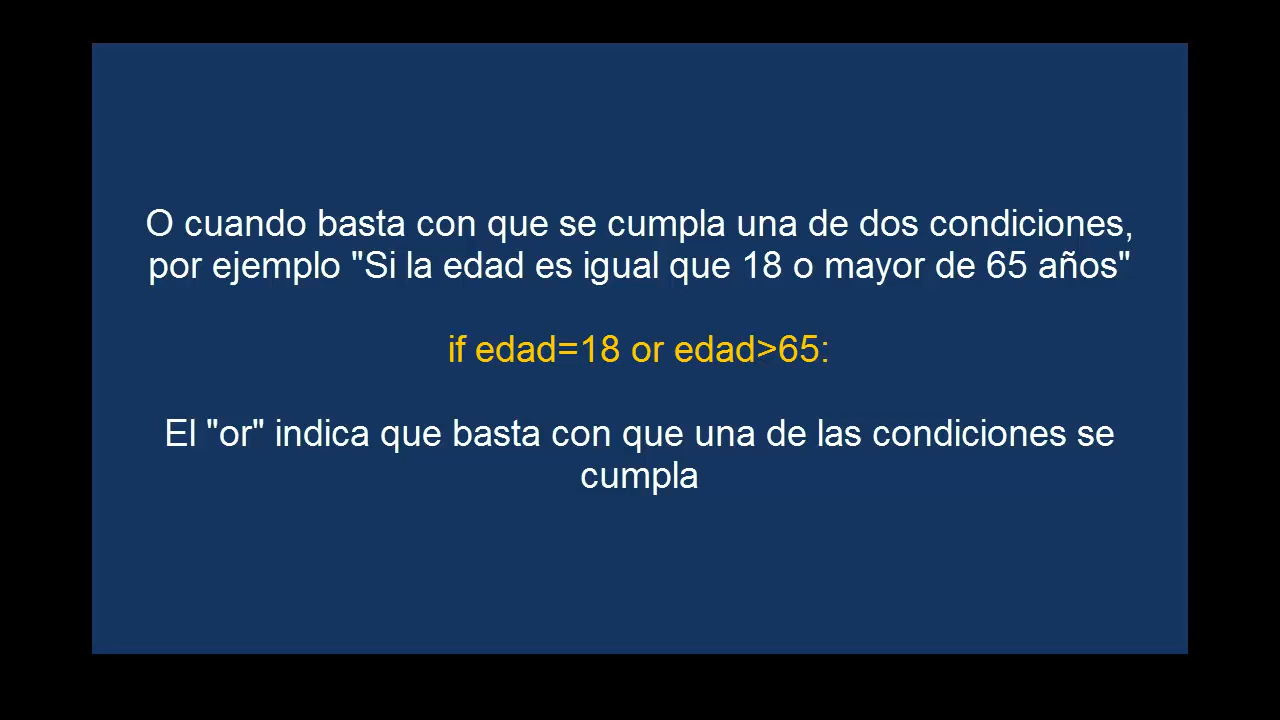 O cuando basta con que se cumpla una de dos condiciones,
por ejemplo "Si la edad es igual que 18 o mayor de 65 años"
if edad=18 or edad>65:
El "or" indica que basta con que una de las condiciones se
cumpla